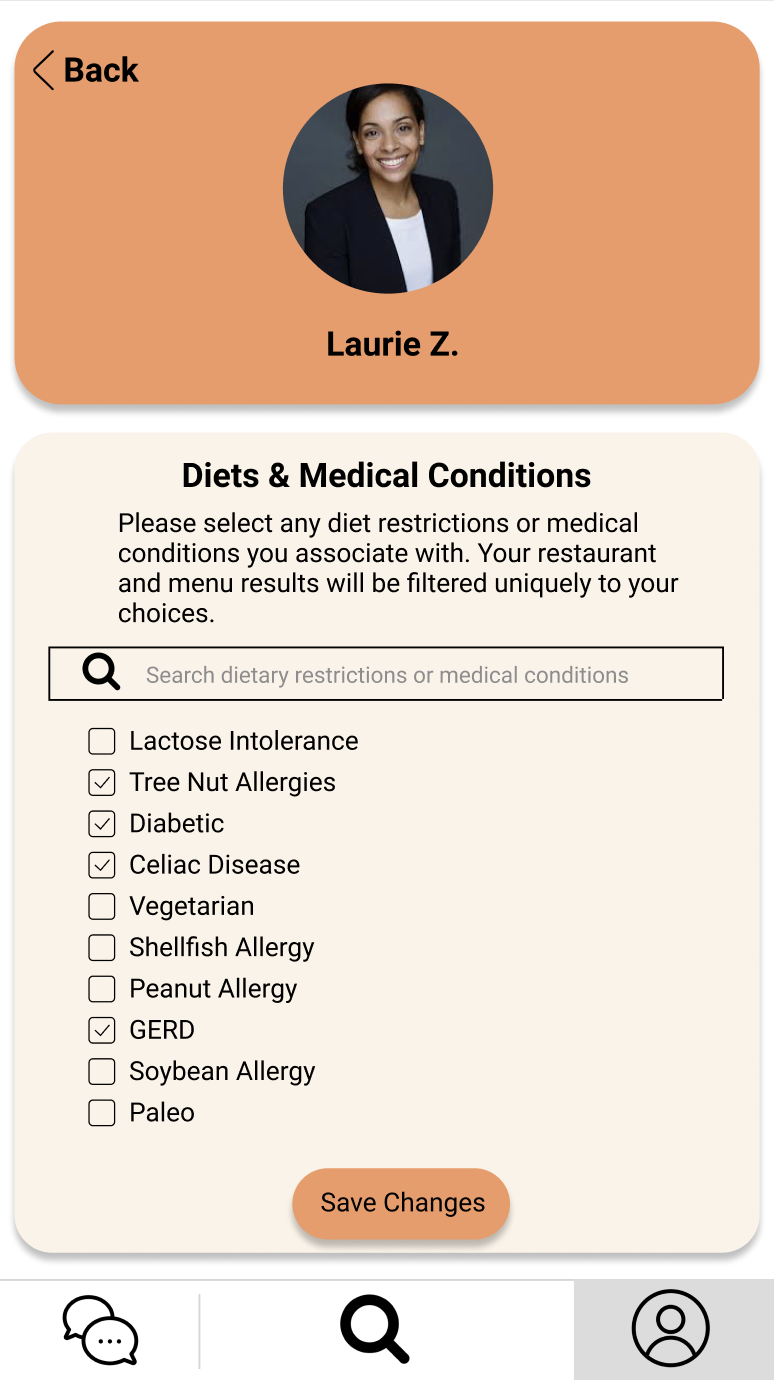 Back
Laurie Z.
Diets & Medical Conditions
Please select any diet restrictions or medical
conditions you associate with. Your restaurant
and menu results will be filtered uniquely to your
choices.
Search dietary restrictions or medical conditions
Lactose Intolerance
Tree Nut Allergies
Diabetic
Celiac Disease
Vegetarian
Shellfish Allergy
Peanut Allergy
GERD
Soybean Allergy
Paleo
Save Changes